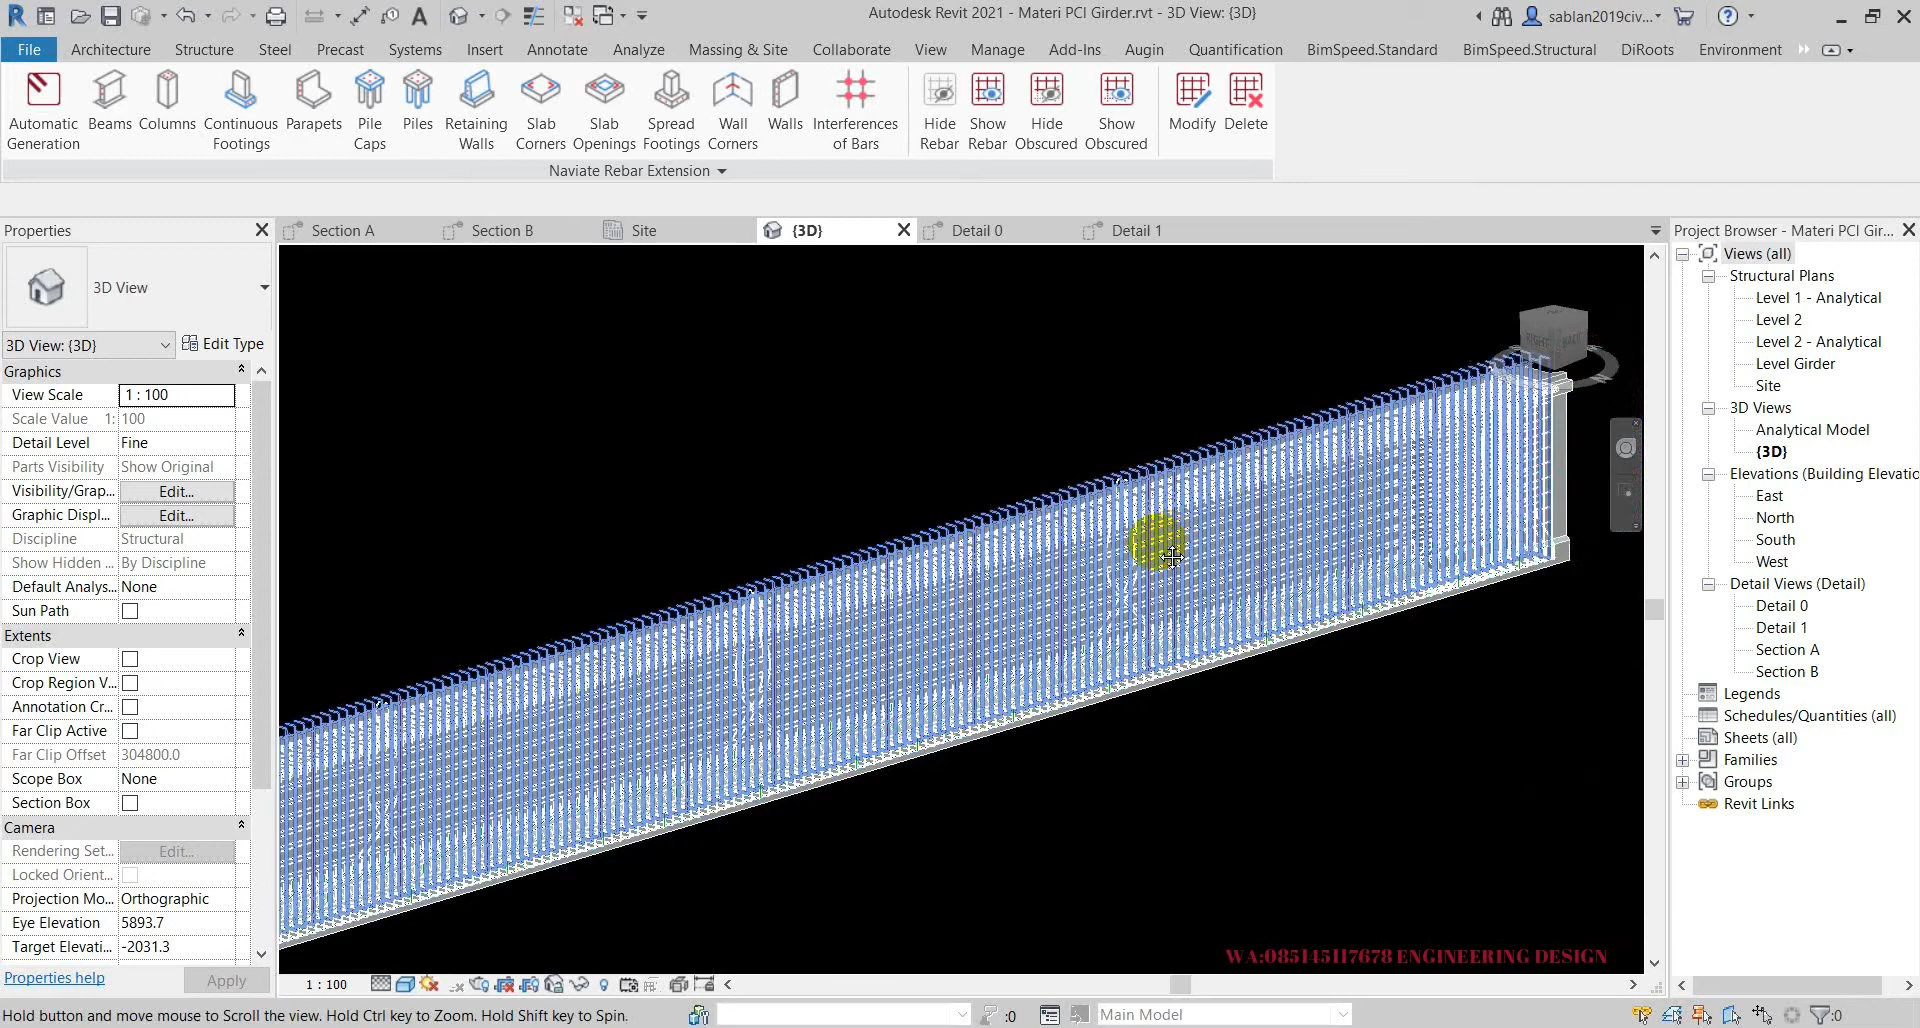 Autodesk Revit 2021 - Materi PCI Girder.rvt - 3D View: {3D}
sablan2019civ...
File Architecture Structure Steel Precast Systems Insert Annotate Analyze Massing & Site Collaborate View Manage Add-Ins Augin Quantification BimSpeed.Standard BimSpeed.Structural DiRoots Environment
Automatic Generation
Beams
Columns
Continuous Footings
Parapets
Pile Caps
Piles
Retaining Walls
Slab Corners
Slab Openings
Spread Footings
Wall Corners
Walls
Interferences of Bars
Hide Rebar
Show Rebar
Hide Obscured
Show Obscured
Modify
Delete
Naviate Rebar Extension
Properties
Section A
Section B
Site
{3D}
Detail 0
Detail 1
Project Browser - Materi PCI Gir...
3D View
3D View: {3D}
Edit Type
Graphics
View Scale 1 : 100
Scale Value 1: 100
Detail Level Fine
Parts Visibility Show Original
Visibility/Grap... Edit...
Graphic Displ... Edit...
Discipline Structural
Show Hidden ... By Discipline
Default Analys... None
Sun Path
Extents
Crop View
Crop Region V...
Annotation Cr...
Far Clip Active
Far Clip Offset 304800.0
Scope Box None
Section Box
Camera
Rendering Set... Edit...
Locked Orient...
Projection Mo... Orthographic
Eye Elevation 5893.7
Target Elevati... -2031.3
Properties help
Apply
RIGHT
BACK
WA:085145117678 ENGINEERING DESIGN
Views (all)
Structural Plans
Level 1 - Analytical
Level 2
Level 2 - Analytical
Level Girder
Site
3D Views
Analytical Model
{3D}
Elevations (Building Elevatio
East
North
South
West
Detail Views (Detail)
Detail 0
Detail 1
Section A
Section B
Legends
Schedules/Quantities (all)
Sheets (all)
Families
Groups
Revit Links
1 : 100
Hold button and move mouse to Scroll the view. Hold Ctrl key to Zoom. Hold Shift key to Spin.
:0
Main Model
:0